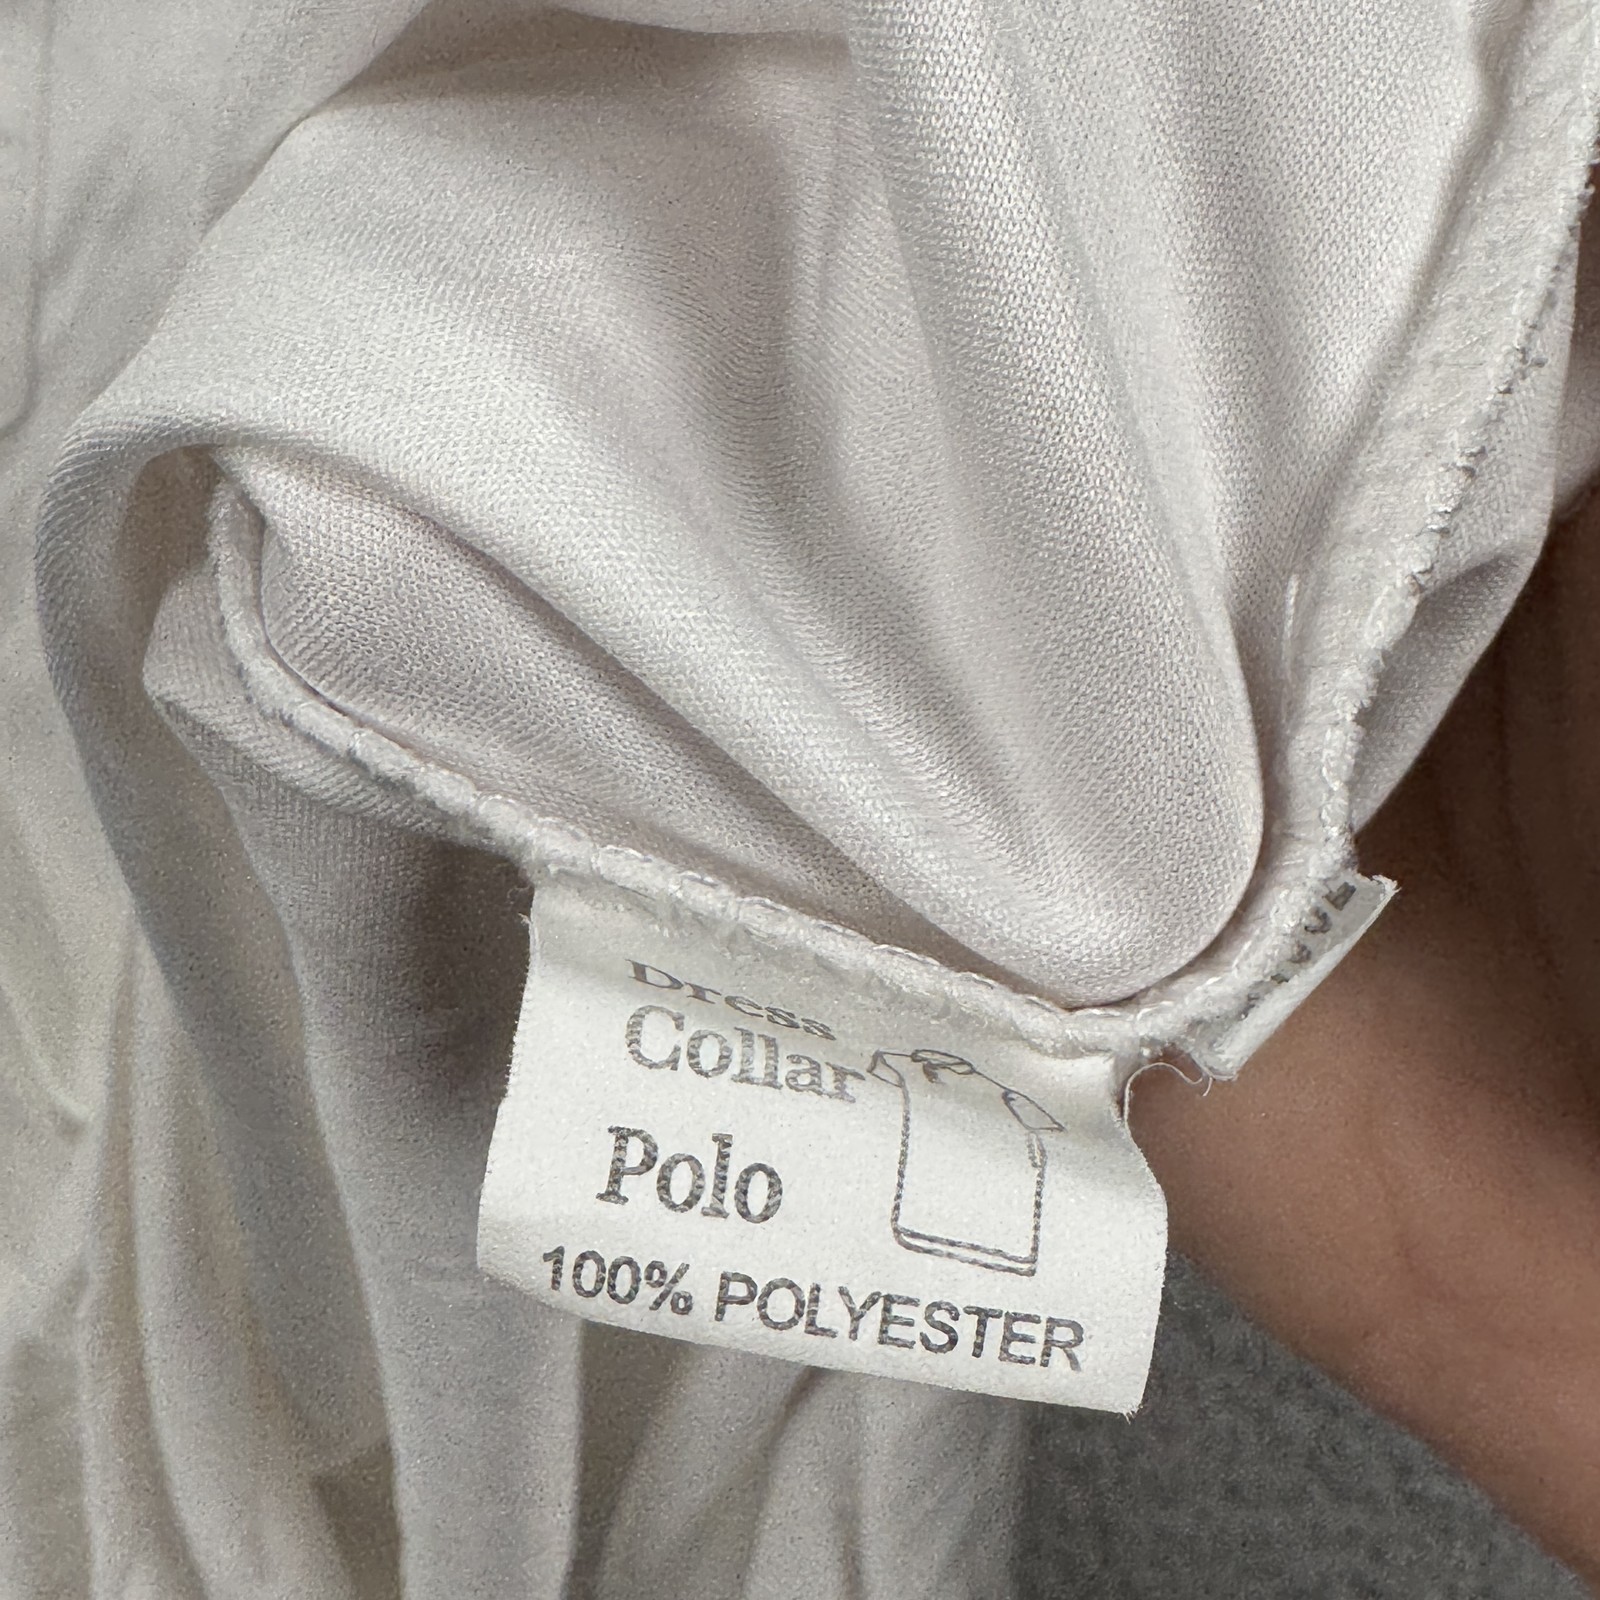 Dress
Collar
Polo
100% POLYESTER